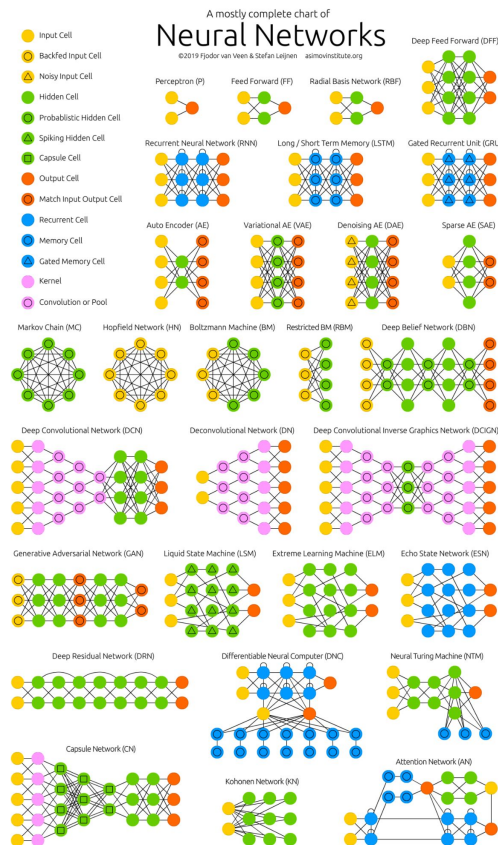 A mostly complete chart of
Neural Networks
©2019 Fjodor van Veen & Stefan Leijnen asimovinstitute.org
Input Cell
Backfed Input Cell
Noisy Input Cell
Hidden Cell
Probablistic Hidden Cell
Spiking Hidden Cell
Capsule Cell
Output Cell
Match Input Output Cell
Recurrent Cell
Memory Cell
Gated Memory Cell
Kernel
Convolution or Pool
Deep Feed Forward (DFF)
Perceptron (P)
Feed Forward (FF)
Radial Basis Network (RBF)
Recurrent Neural Network (RNN)
Long / Short Term Memory (LSTM)
Gated Recurrent Unit (GRU
Auto Encoder (AE)
Variational AE (VAE)
Denoising AE (DAE)
Sparse AE (SAE)
Markov Chain (MC)
Hopfield Network (HN)
Boltzmann Machine (BM)
Restricted BM (RBM)
Deep Belief Network (DBN)
Deep Convolutional Network (DCN)
Deconvolutional Network (DN)
Deep Convolutional Inverse Graphics Network (DCIGN)
Generative Adversarial Network (GAN)
Liquid State Machine (LSM)
Extreme Learning Machine (ELM)
Echo State Network (ESN)
Deep Residual Network (DRN)
Differentiable Neural Computer (DNC)
Neural Turing Machine (NTM)
Capsule Network (CN)
Kohonen Network (KN)
Attention Network (AN)